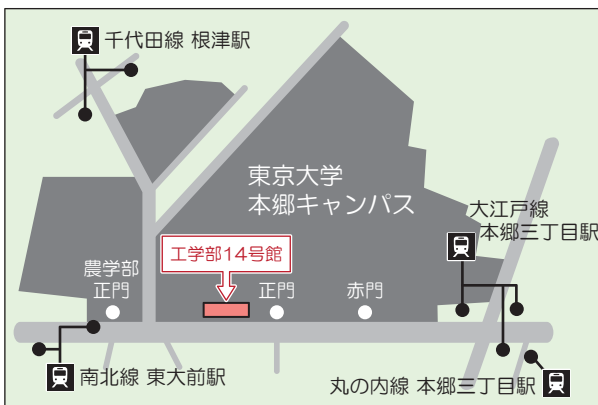 千代田線 根津駅
東京大学
本郷キャンパス
大江戸線
本郷三丁目駅
工学部14号館
農学部
正門
正門
赤門
南北線 東大前駅
丸の内線 本郷三丁目駅